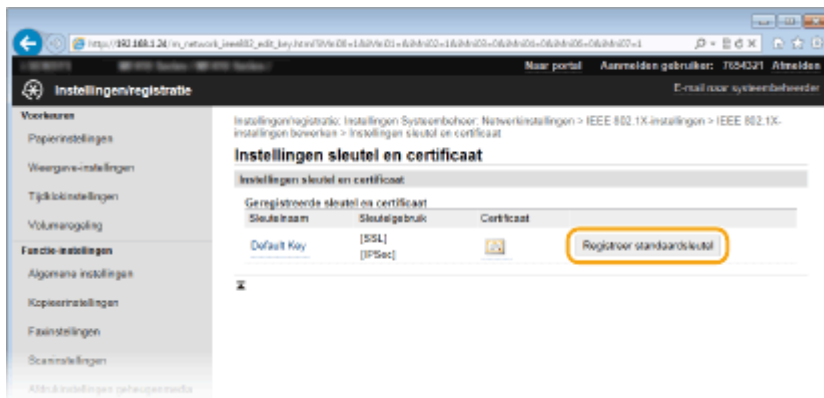 Naar portal Aanmelden gebruiker: 7654321 Afmelden
Instellingen/registratie
E-mail naar systeembeheerder
Voorkeuren
Papierinstellingen
Weergave-instellingen
Tijdklokinstellingen
Volumeregeling
Functie-instellingen
Algemene instellingen
Kopieerinstellingen
Faxinstellingen
Scaninstellingen
Afdrukinstellingen geheugenmedia
Instellingen/registratie: Instellingen Systeembeheer: Netwerkinstellingen > IEEE 802.1X-instellingen > IEEE 802.1X-
instellingen bewerken > Instellingen sleutel en certificaat
Instellingen sleutel en certificaat
Instellingen sleutel en certificaat
Geregistreerde sleutel en certificaat
Sleutelnaam Sleutelgebruik Certificaat
Default Key [SSL] Registreer standaardsleutel
[IPSec]